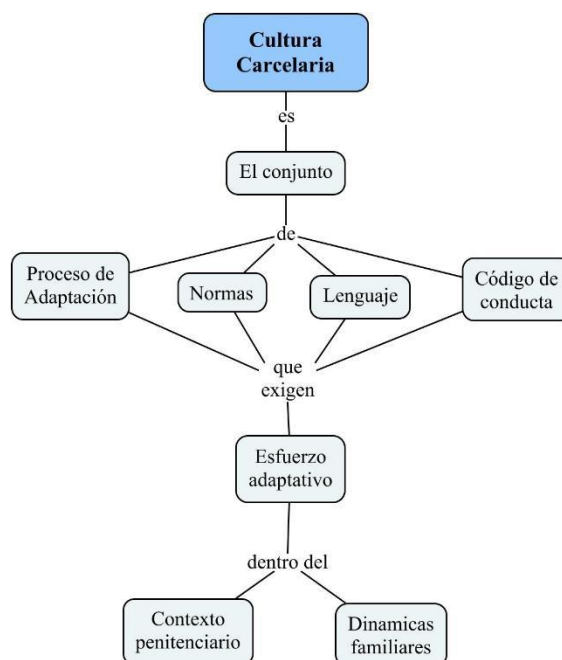 Cultura
Carcelaria
es
El conjunto
de
Proceso de
Adaptación
Normas
Lenguaje
Código de
conducta
que
exigen
Esfuerzo
adaptativo
dentro del
Contexto
penitenciario
Dinamicas
familiares